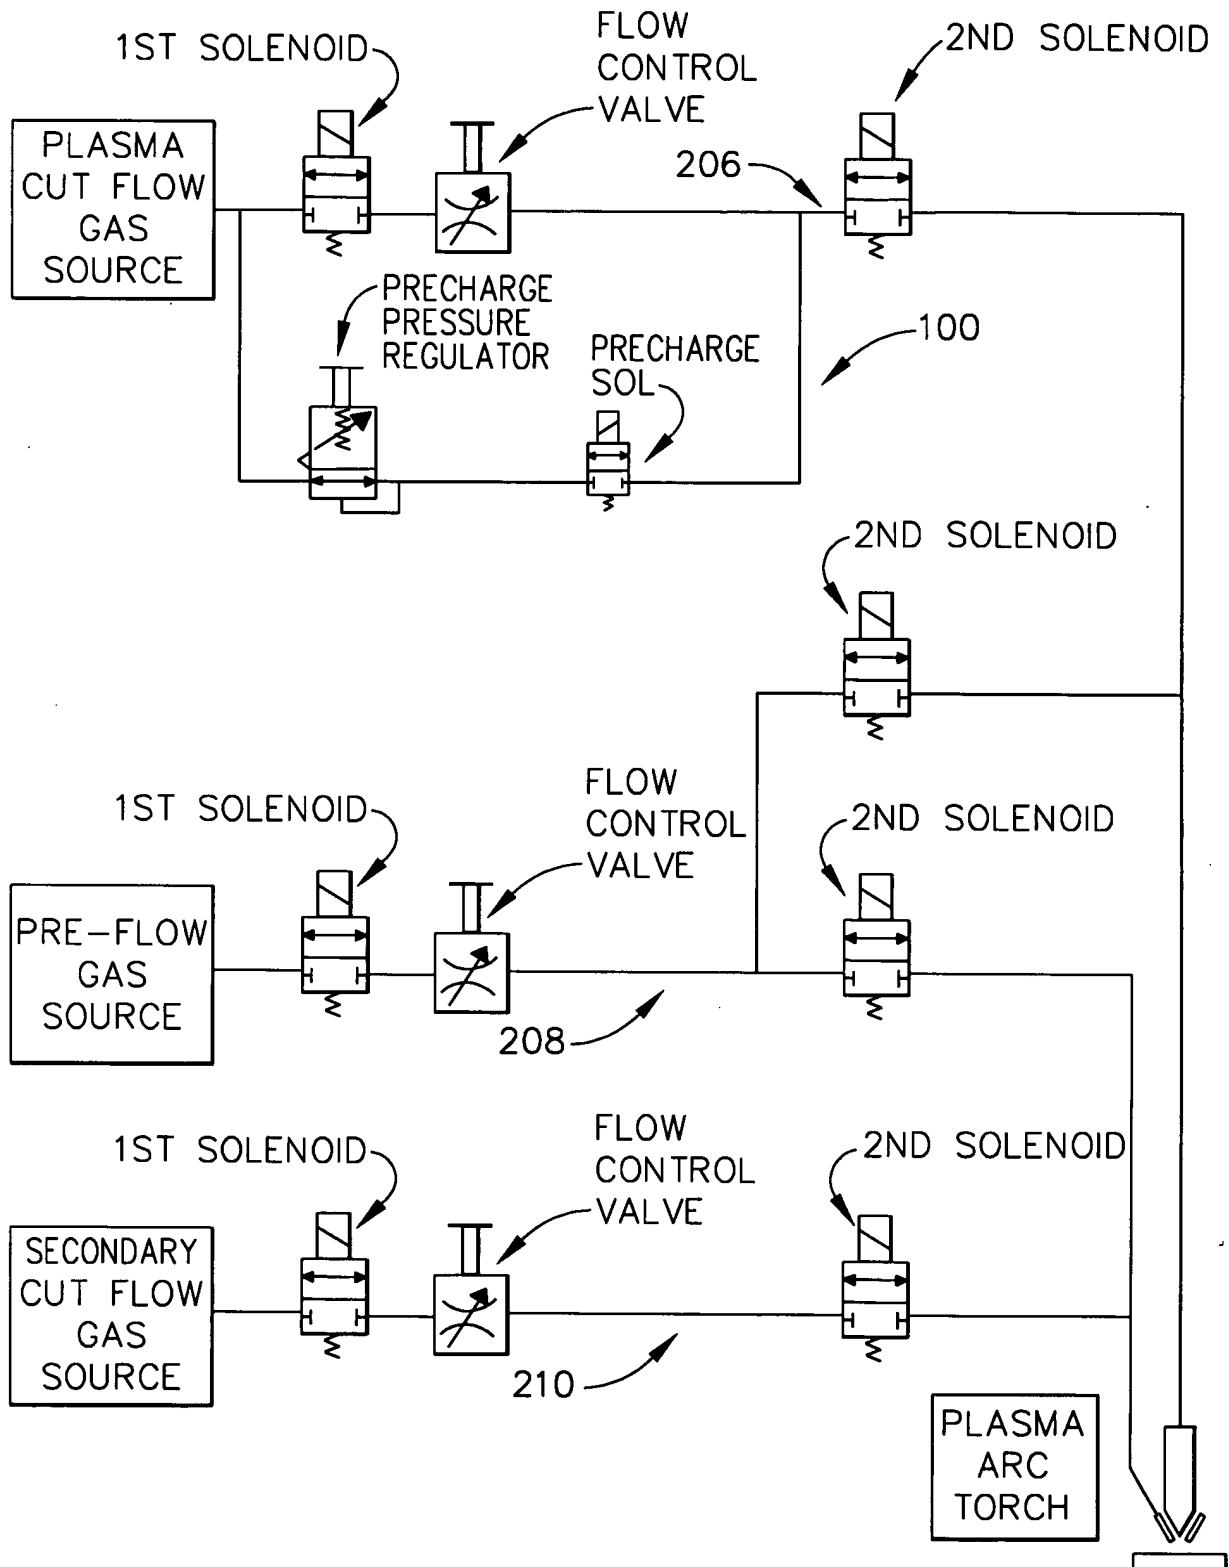 1ST SOLENOID
FLOW
CONTROL
VALVE
2ND SOLENOID
PLASMA
CUT FLOW
GAS
SOURCE
206
PRECHARGE
PRESSURE
REGULATOR
PRECHARGE
SOL
100
2ND SOLENOID
1ST SOLENOID
FLOW
CONTROL
VALVE
2ND SOLENOID
PRE-FLOW
GAS
SOURCE
208
1ST SOLENOID
FLOW
CONTROL
VALVE
2ND SOLENOID
SECONDARY
CUT FLOW
GAS
SOURCE
210
PLASMA
ARC
TORCH